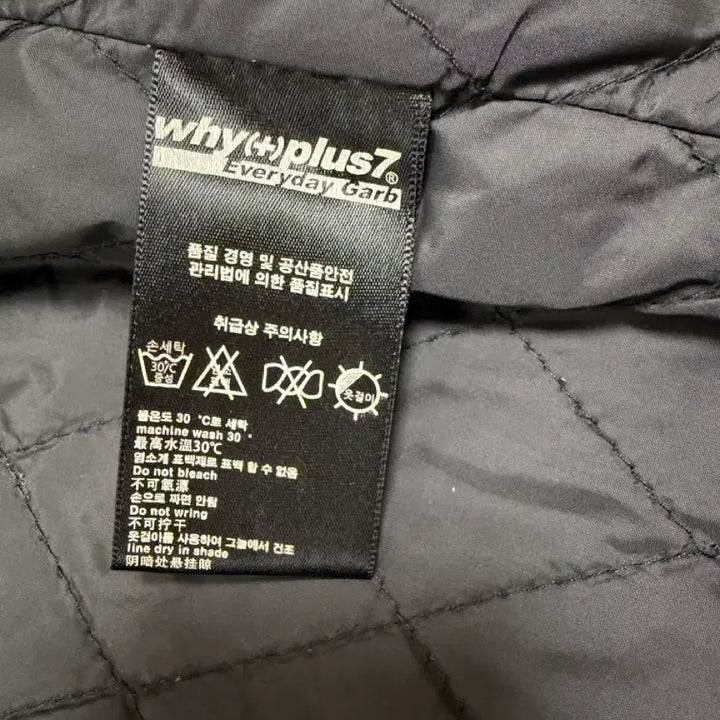 why(+)plus7®
Everyday Garb
품질 경영 및 공산품안전
관리법에 의한 품질표시
취급상 주의사항
손세탁
30℃
중성
염소
표백
옷걸이
물온도 30 ℃로 세탁
machine wash 30 °
最高水温30℃
염소계 표백제로 표백 할 수 없음
Do not bleach
不可氧漂
손으로 짜면 안됨
Do not wring
不可拧干
옷걸이를 사용하여 그늘에서 건조
line dry in shade
阴暗处悬挂晾